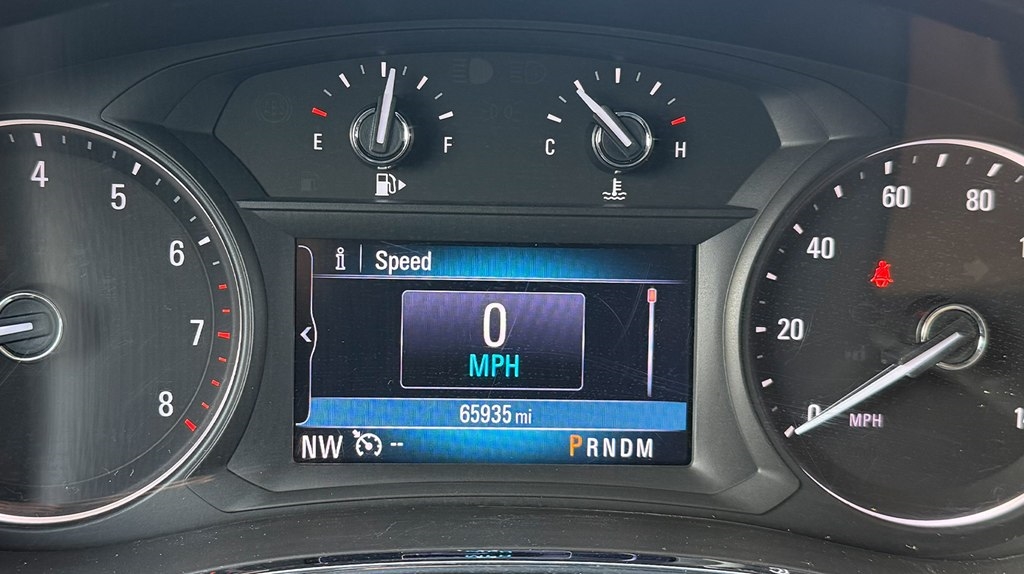 E F
C H
4
5
6
7
8
i Speed
0
MPH
65935 mi
NW --
PRNDM
60
80
40
20
0
MPH